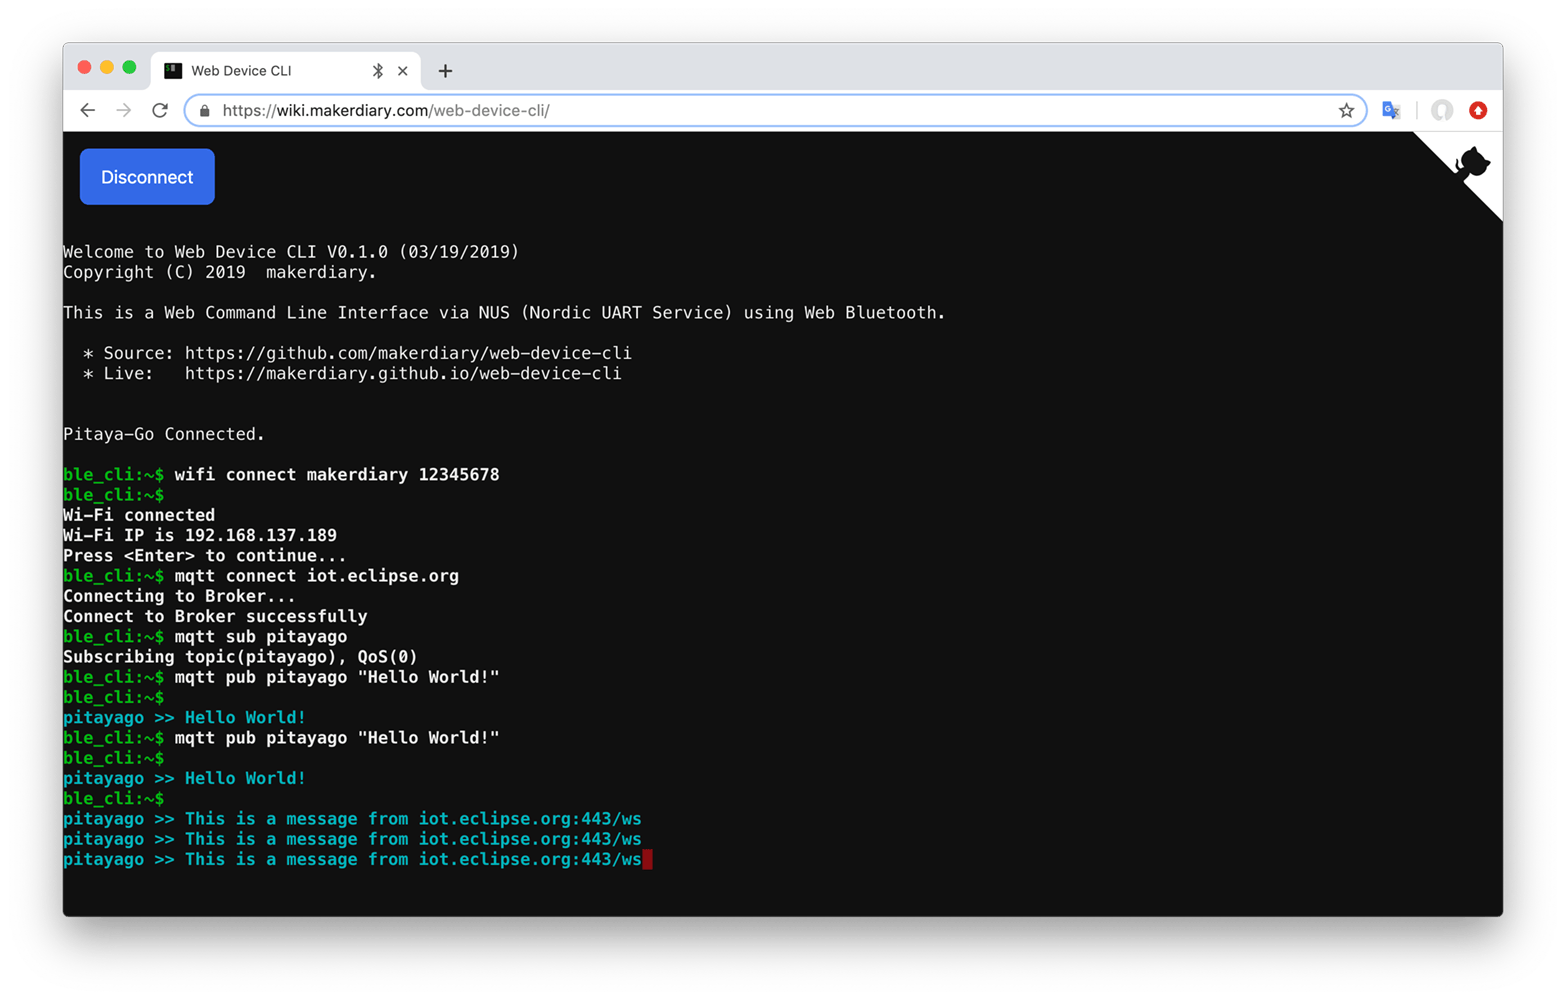 Web Device CLI
https://wiki.makerdiary.com/web-device-cli/
Disconnect
Welcome to Web Device CLI V0.1.0 (03/19/2019)
Copyright (C) 2019  makerdiary.
This is a Web Command Line Interface via NUS (Nordic UART Service) using Web Bluetooth.
* Source: https://github.com/makerdiary/web-device-cli
* Live:   https://makerdiary.github.io/web-device-cli
Pitaya-Go Connected.
ble_cli:~$ wifi connect makerdiary 12345678
ble_cli:~$
Wi-Fi connected
Wi-Fi IP is 192.168.137.189
Press <Enter> to continue...
ble_cli:~$ mqtt connect iot.eclipse.org
Connecting to Broker...
Connect to Broker successfully
ble_cli:~$ mqtt sub pitayago
Subscribing topic(pitayago), QoS(0)
ble_cli:~$ mqtt pub pitayago "Hello World!"
ble_cli:~$
pitayago >> Hello World!
ble_cli:~$ mqtt pub pitayago "Hello World!"
ble_cli:~$
pitayago >> Hello World!
ble_cli:~$
pitayago >> This is a message from iot.eclipse.org:443/ws
pitayago >> This is a message from iot.eclipse.org:443/ws
pitayago >> This is a message from iot.eclipse.org:443/ws